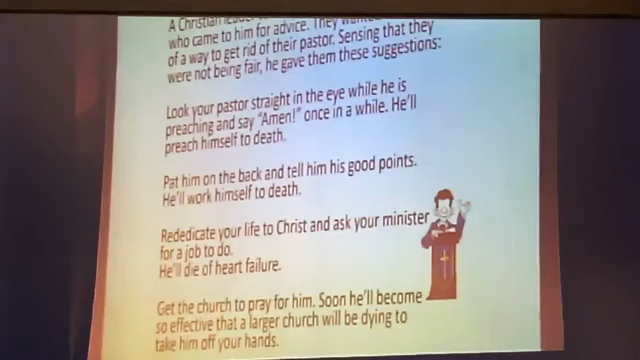 A Christian
who came to him for advice. They
of a way to get rid of their pastor. Sensing that they
were not being fair, he gave them these suggestions:
Look your pastor straight in the eye while he is
preaching and say "Amen!" once in a while. He'll
preach himself to death.
Pat him on the back and tell him his good points.
He'll work himself to death.
Rededicate your life to Christ and ask your minister
for a job to do.
He'll die of heart failure.
Get the church to pray for him. Soon he'll become
so effective that a larger church will be dying to
take him off your hands.